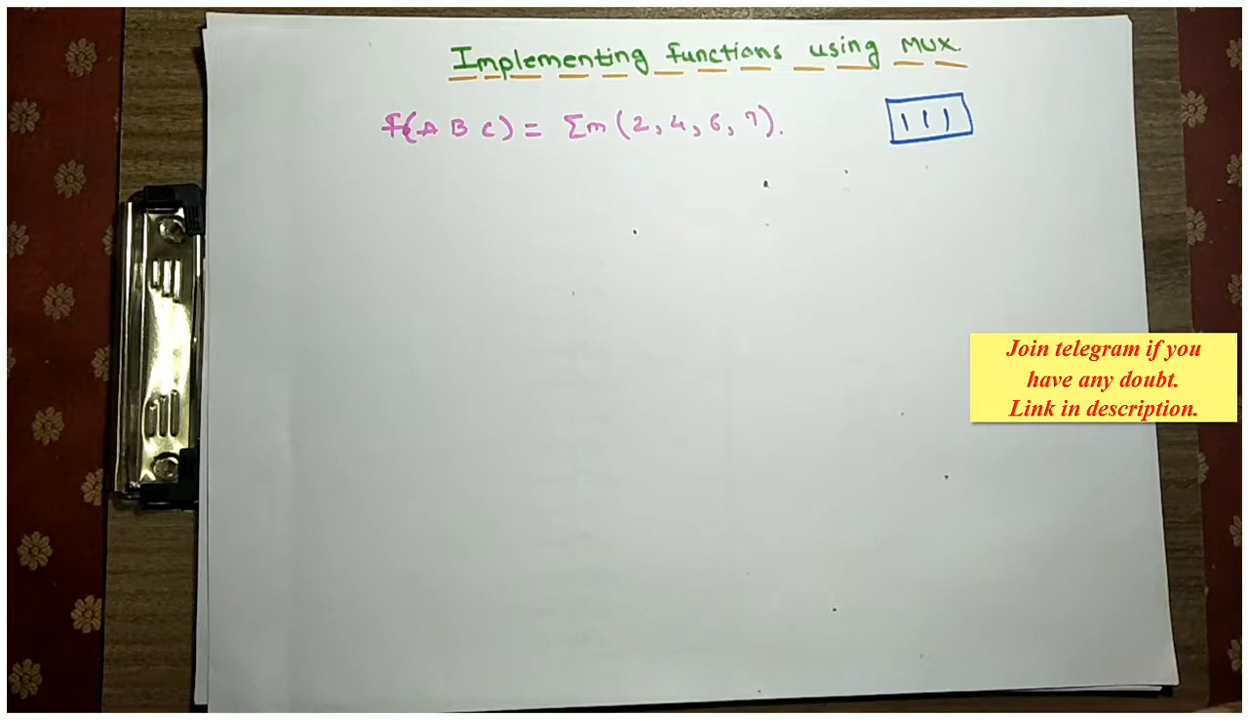 Implementing functions using MUX.
f(A B C) = Σm (2, 4, 6, 7).
111
Join telegram if you
have any doubt.
Link in description.